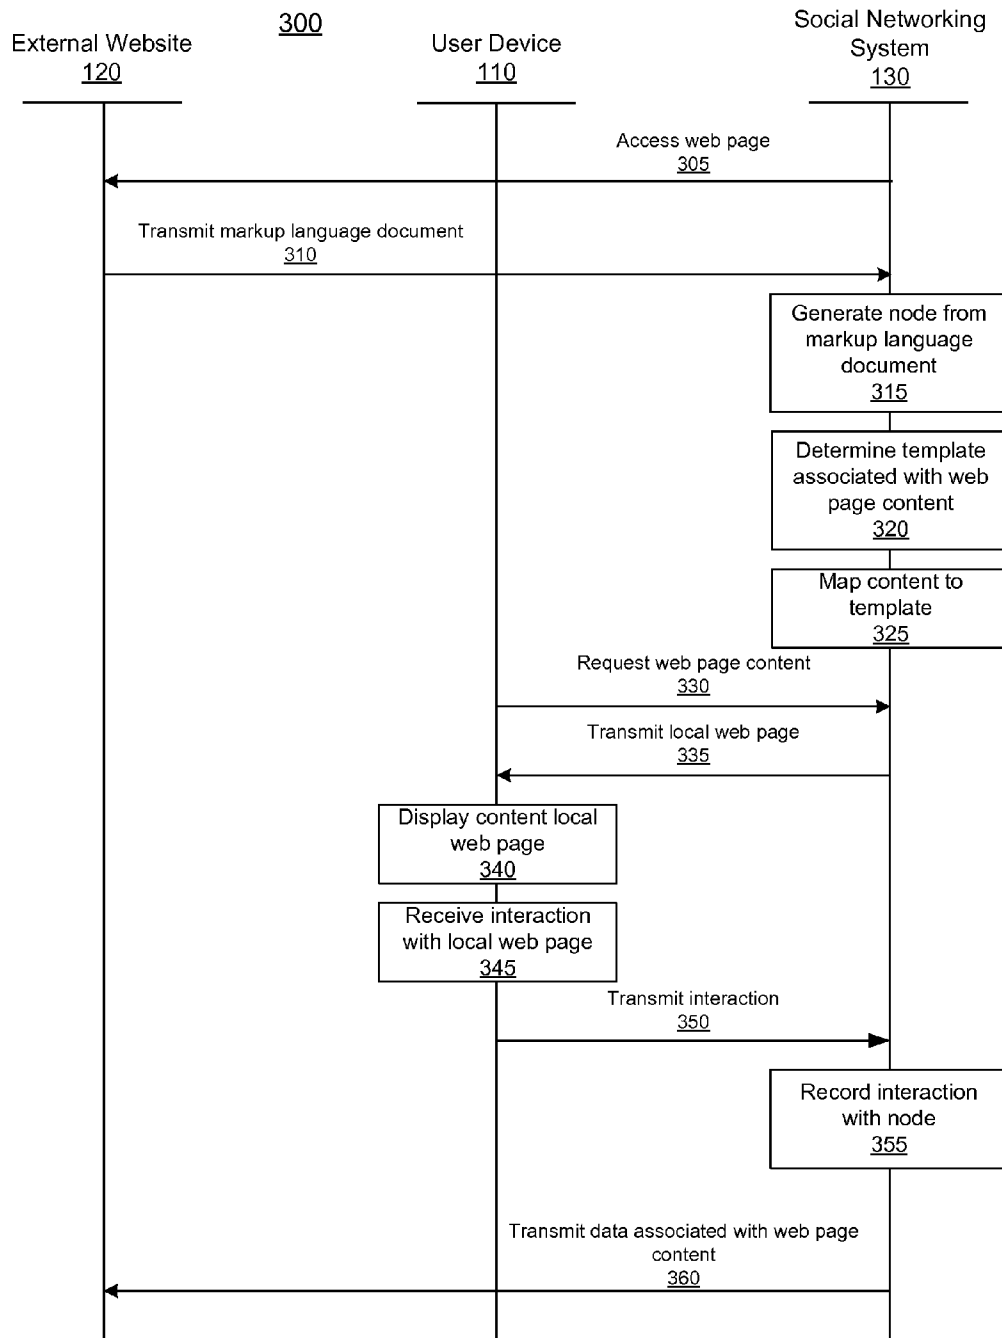 300
External Website
120
User Device
110
Social Networking
System
130
Access web page
305
Transmit markup language document
310
Generate node from
markup language
document
315
Determine template
associated with web
page content
320
Map content to
template
325
Request web page content
330
Transmit local web page
335
Display content local
web page
340
Receive interaction
with local web page
345
Transmit interaction
350
Record interaction
with node
355
Transmit data associated with web page
content
360